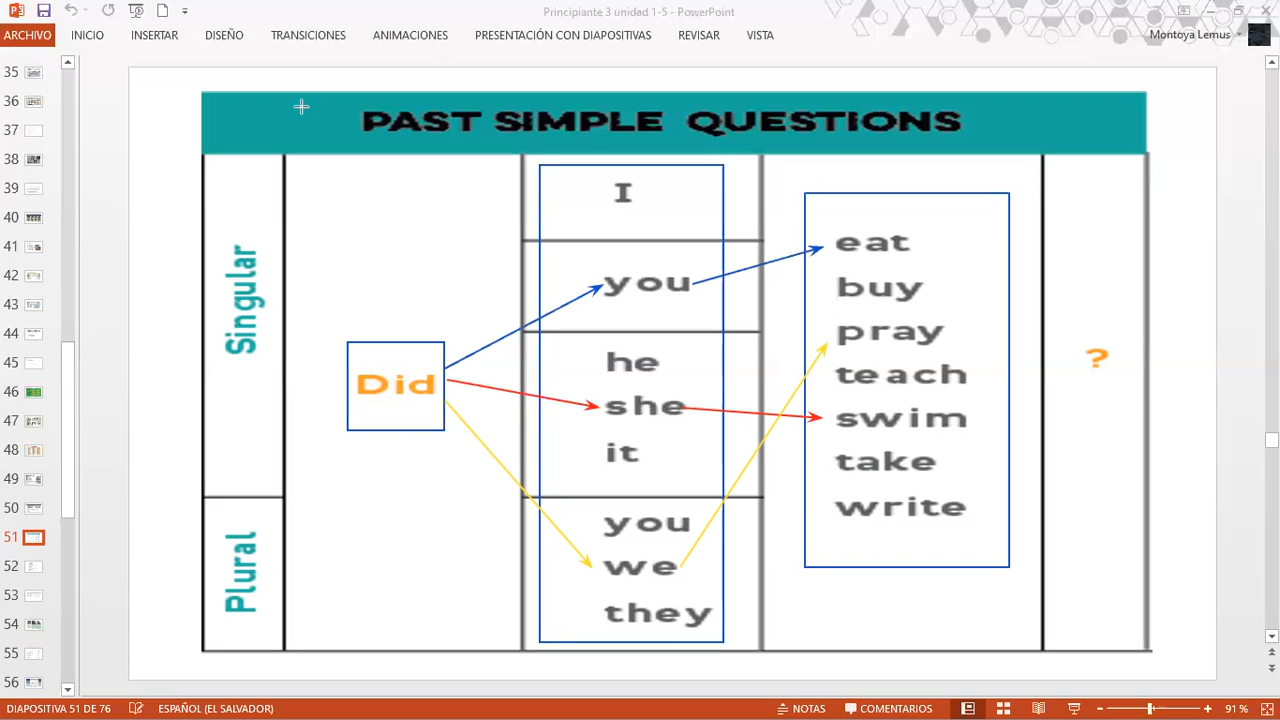 Principiante 3 unidad 1-5 - PowerPoint
ARCHIVO INICIO INSERTAR DISEÑO TRANSICIONES ANIMACIONES PRESENTACIÓN CON DIAPOSITIVAS REVISAR VISTA Montoya Lemus
35
36
37
38
39
40
41
42
43
44
45
46
47
48
49
50
51
52
53
54
55
56
PAST SIMPLE QUESTIONS
Singular
Plural
Did
I
you
he
she
it
you
we
they
eat
buy
pray
teach
swim
take
write
?
DIAPOSITIVA 51 DE 76 ESPAÑOL (EL SALVADOR) NOTAS COMENTARIOS 91 %